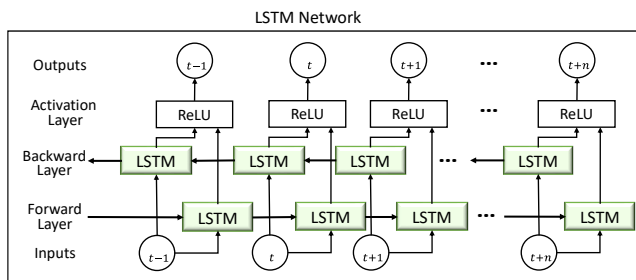 LSTM Network
Outputs t−1 t t+1 ••• t+n
Activation
Layer
ReLU ReLU ReLU ••• ReLU
Backward
Layer
LSTM LSTM LSTM ••• LSTM
Forward
Layer
LSTM LSTM LSTM ••• LSTM
Inputs t−1 t t+1 t+n